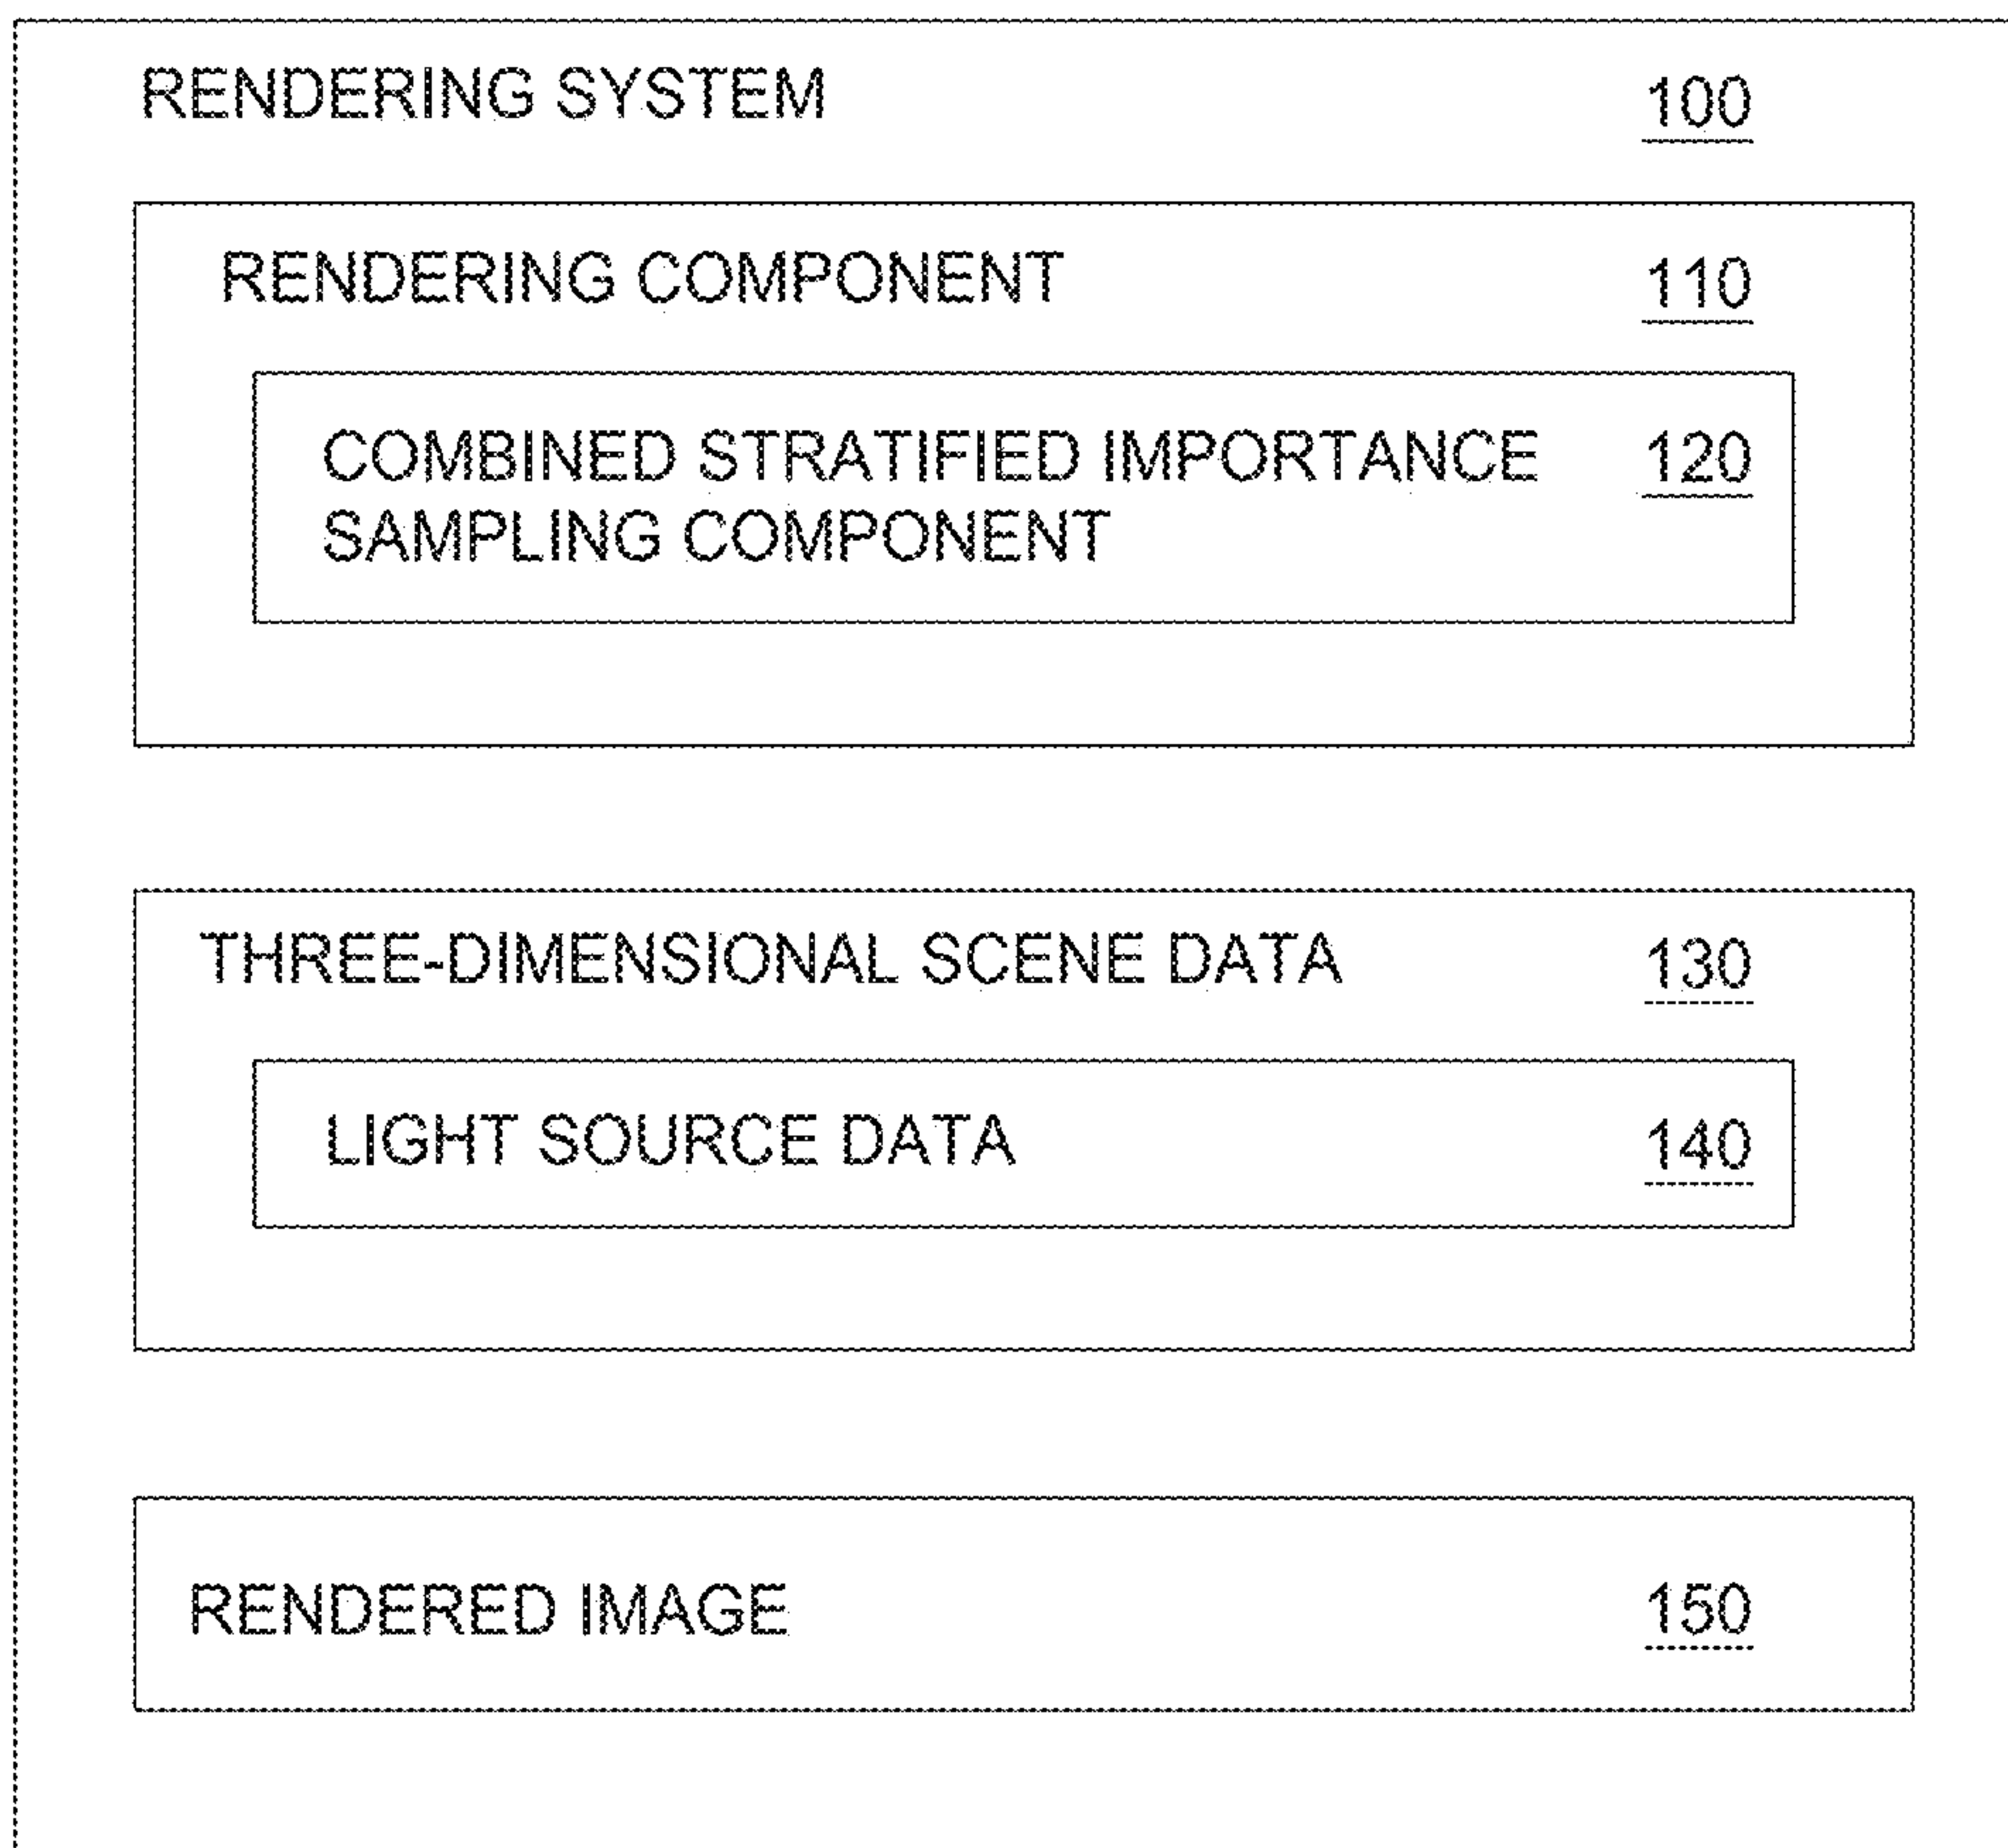 RENDERING SYSTEM 100
RENDERING COMPONENT 110
COMBINED STRATIFIED IMPORTANCE 120
SAMPLING COMPONENT
THREE-DIMENSIONAL SCENE DATA 130
LIGHT SOURCE DATA 140
RENDERED IMAGE 150